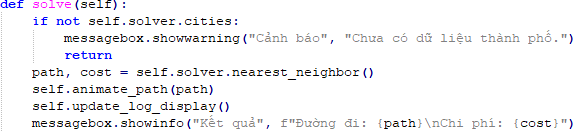 def solve(self):
    if not self.solver.cities:
        messagebox.showwarning("Cảnh báo", "Chưa có dữ liệu thành phố.")
        return
    path, cost = self.solver.nearest_neighbor()
    self.animate_path(path)
    self.update_log_display()
    messagebox.showinfo("Kết quả", f"Đường đi: {path}\nChi phí: {cost}")